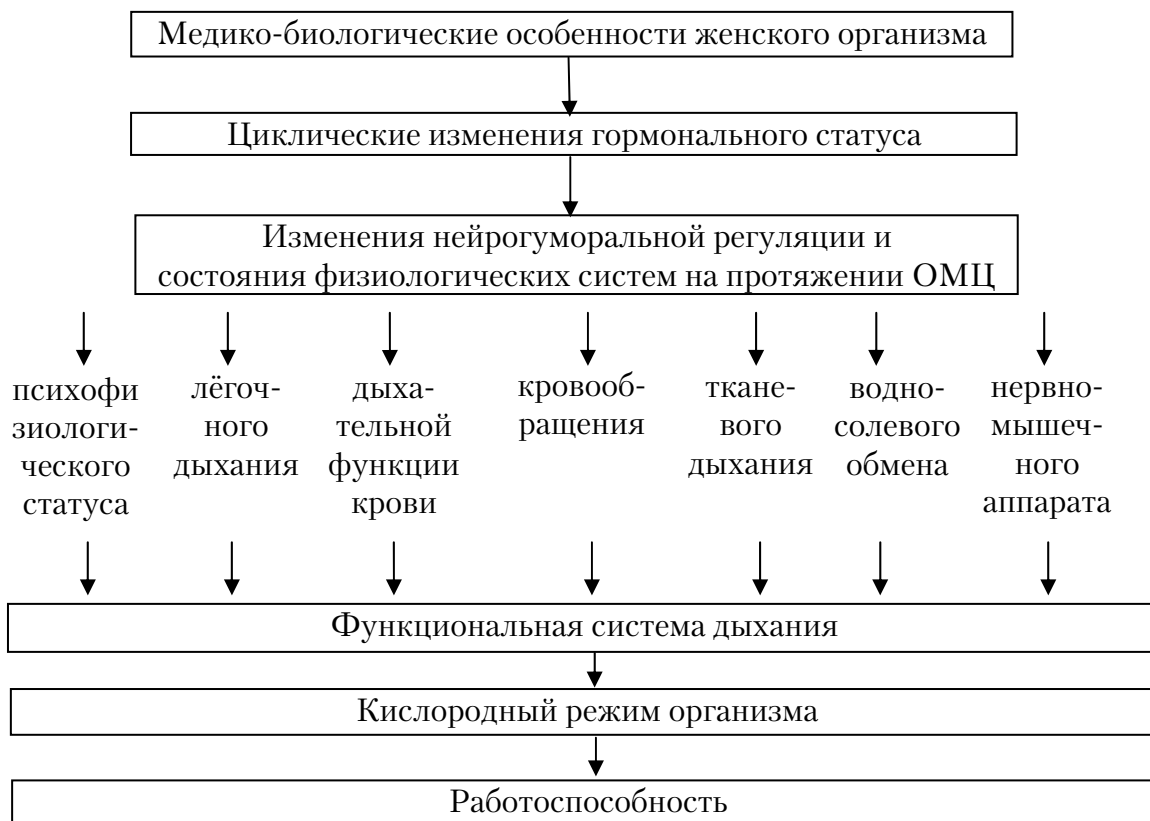 Медико-биологические особенности женского организма
Циклические изменения гормонального статуса
Изменения нейрогуморальной регуляции и
состояния физиологических систем на протяжении ОМЦ
психофи
зиологи-
ческого
статуса
лёгоч-
ного
дыхания
дыха-
тельной
функции
крови
кровооб-
ращения
ткане-
вого
дыхания
водно-
солевого
обмена
нервно-
мышеч-
ного
аппарата
Функциональная система дыхания
Кислородный режим организма
Работоспособность